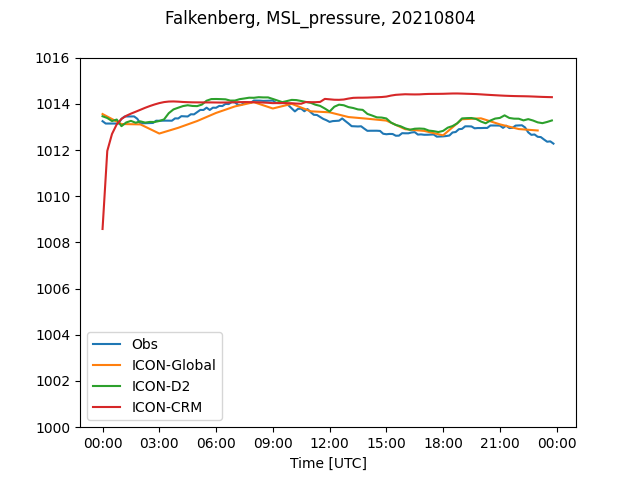 Falkenberg, MSL_pressure, 20210804
1016
1014
1012
1010
1008
1006
1004
1002
1000
Obs
ICON-Global
ICON-D2
ICON-CRM
00:00 03:00 06:00 09:00 12:00 15:00 18:00 21:00 00:00
Time [UTC]